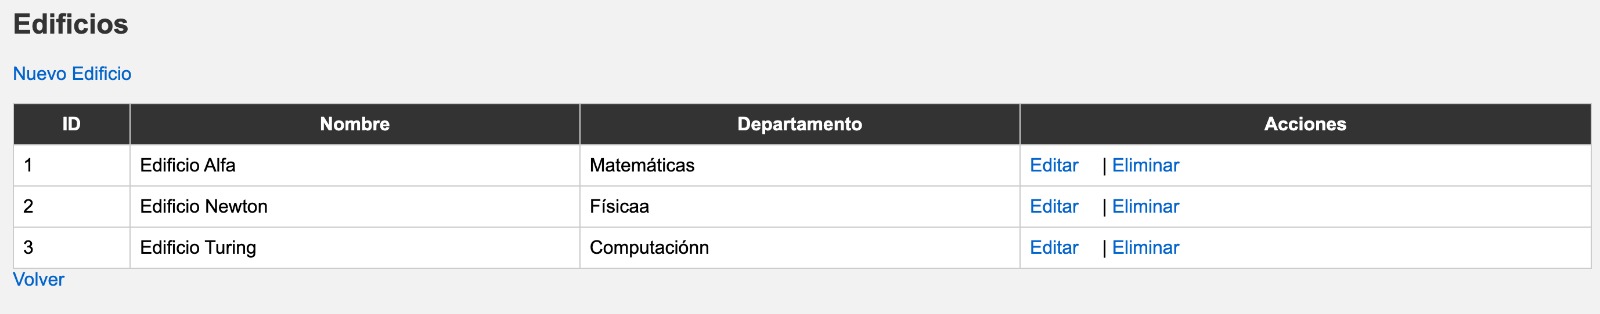 Edificios
Nuevo Edificio
ID Nombre Departamento Acciones
1 Edificio Alfa Matemáticas Editar | Eliminar
2 Edificio Newton Físicaa Editar | Eliminar
3 Edificio Turing Computaciónn Editar | Eliminar
Volver